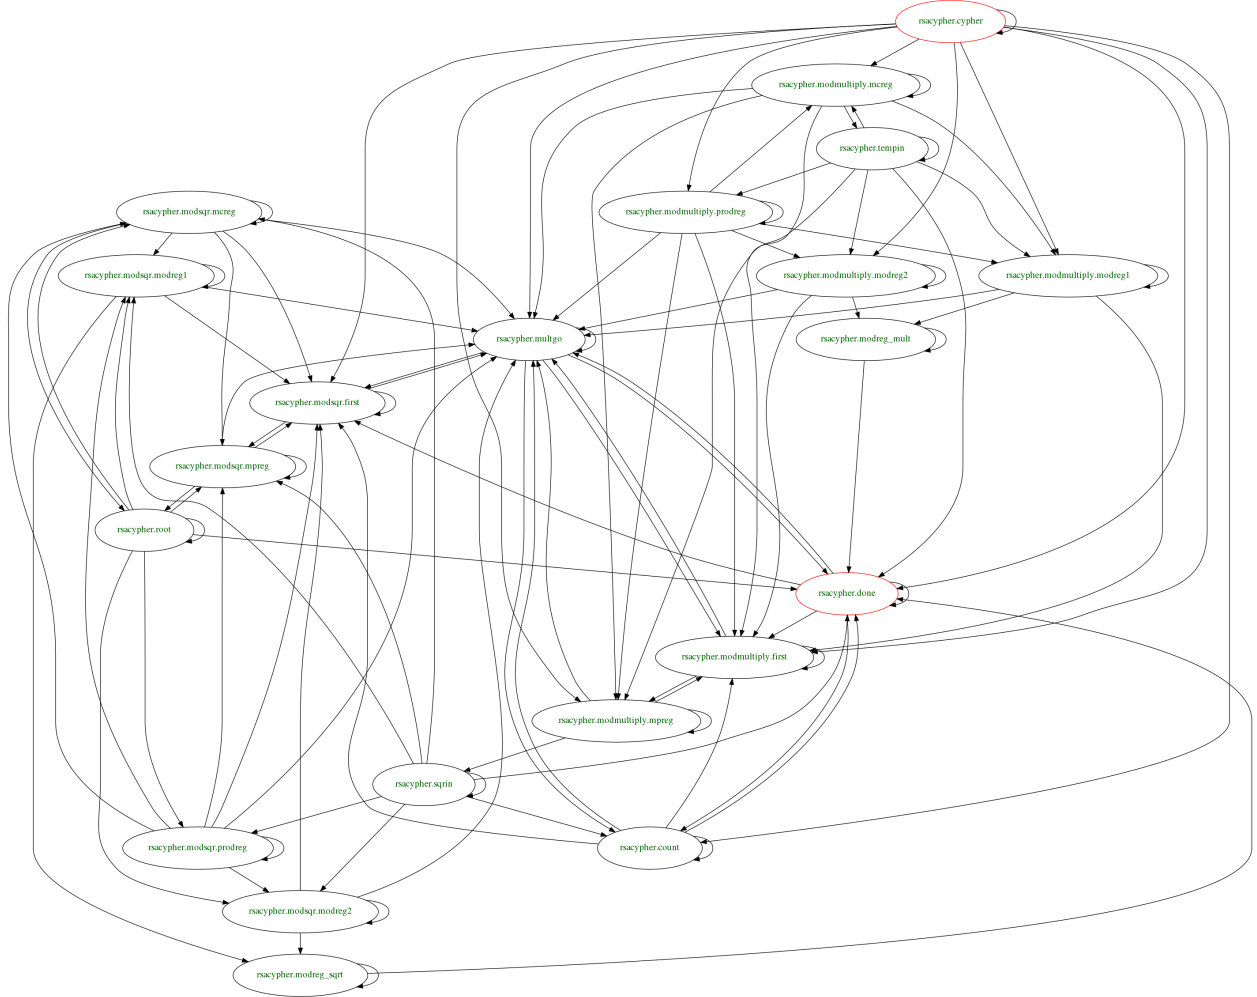 rsacypher.cypher
rsacypher.modmultiply.mcreg
rsacypher.tempin
rsacypher.modsqr.mcreg
rsacypher.modmultiply.prodreg
rsacypher.modsqr.modreg1
rsacypher.modmultiply.modreg2
rsacypher.modmultiply.modreg1
rsacypher.multgo
rsacypher.modreg_mult
rsacypher.modsqr.first
rsacypher.modsqr.mpreg
rsacypher.root
rsacypher.done
rsacypher.modmultiply.first
rsacypher.modmultiply.mpreg
rsacypher.sqrin
rsacypher.modsqr.prodreg
rsacypher.count
rsacypher.modsqr.modreg2
rsacypher.modreg_sqrt